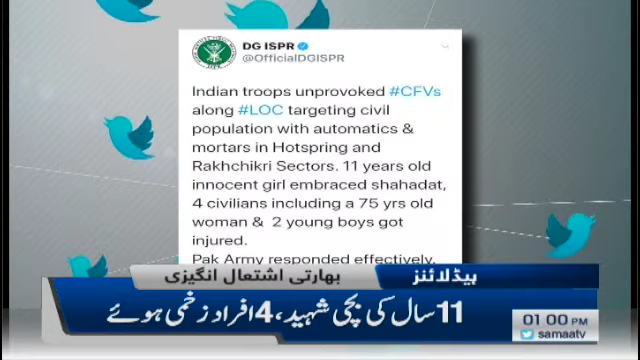 DG ISPR
@OfficialDGISPR
Indian troops unprovoked #CFVs
along #LOC targeting civil
population with automatics &
mortars in Hotspring and
Rakhchikri Sectors. 11 years old
innocent girl embraced shahadat,
4 civilians including a 75 yrs old
woman & 2 young boys got
injured.
Pak Army responded effectively.
ہیڈلائنز
بھارتی اشتعال انگیزی
11 سال کی بچی شہید، 4 افراد زخمی ہوئے
01:00 PM
samaatv